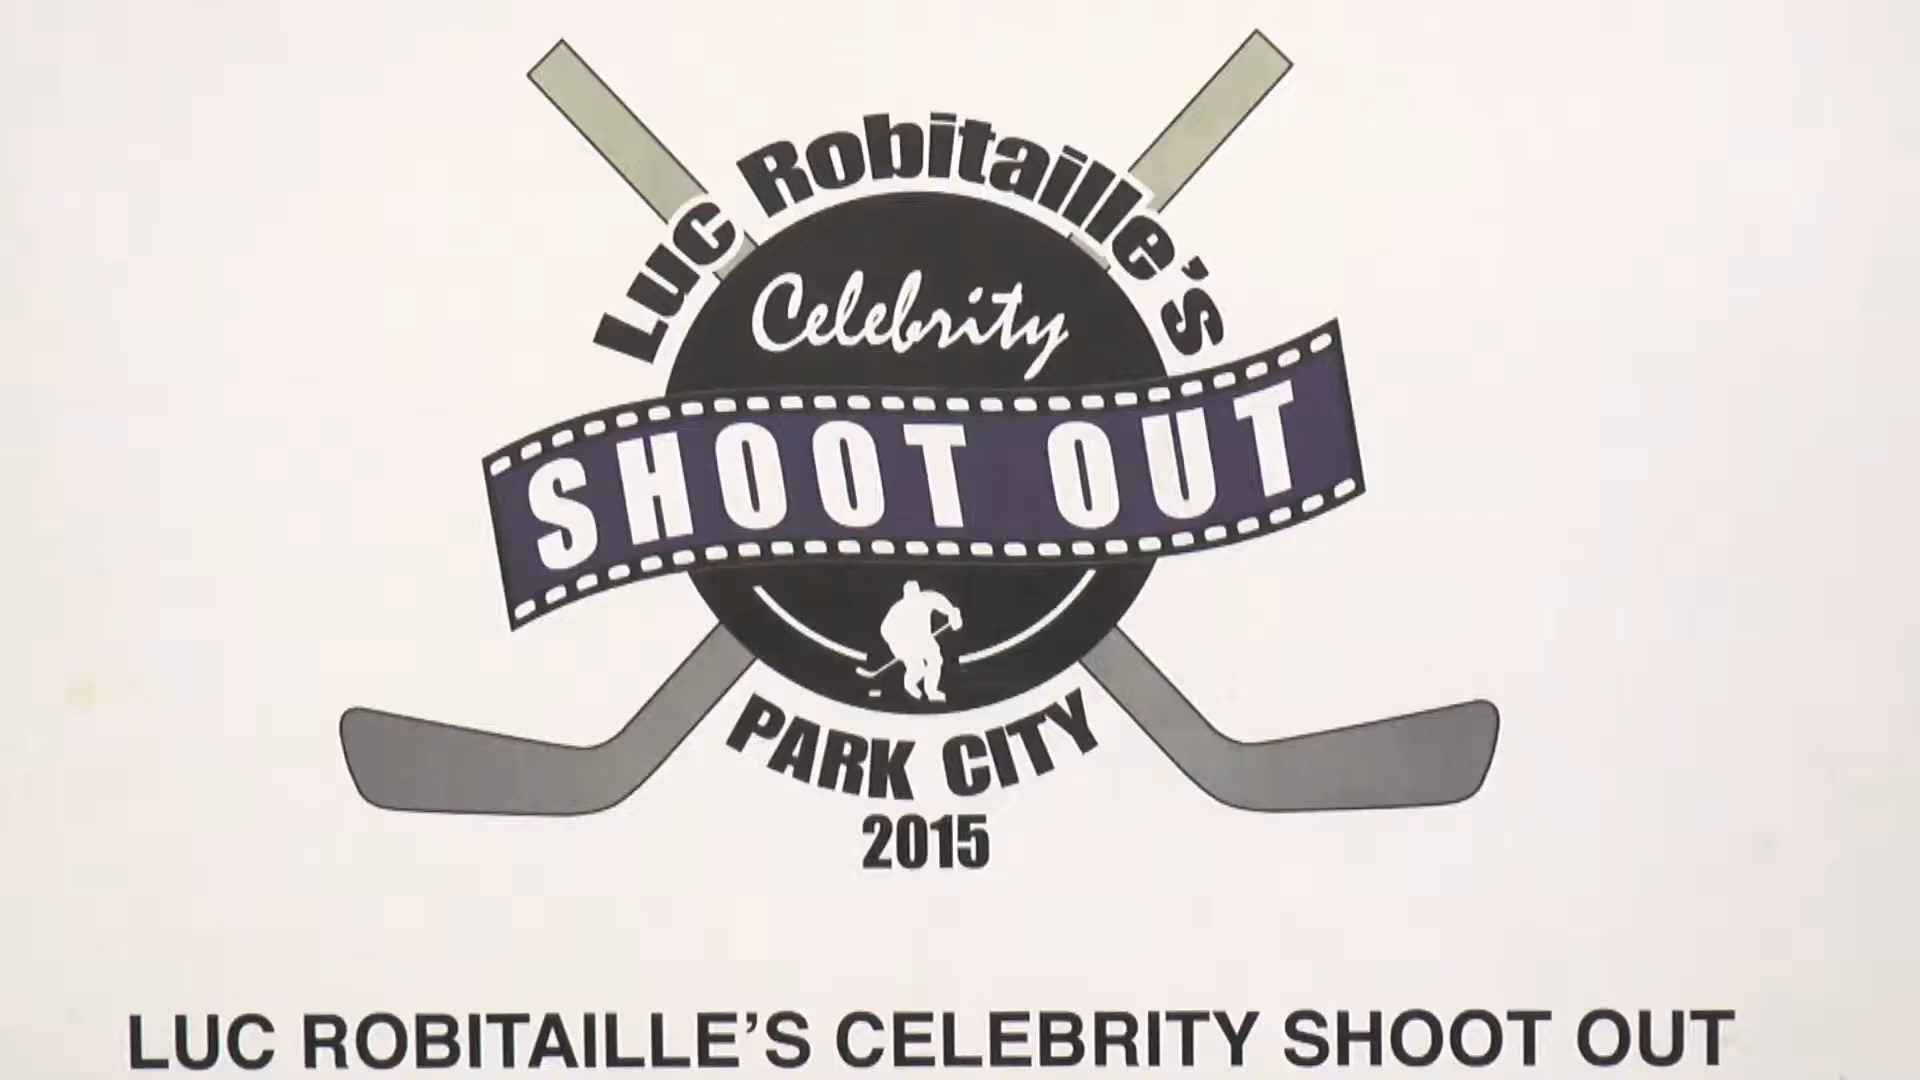 Luc Robitaille's
Celebrity
SHOOT OUT
PARK CITY
2015
LUC ROBITAILLE'S CELEBRITY SHOOT OUT